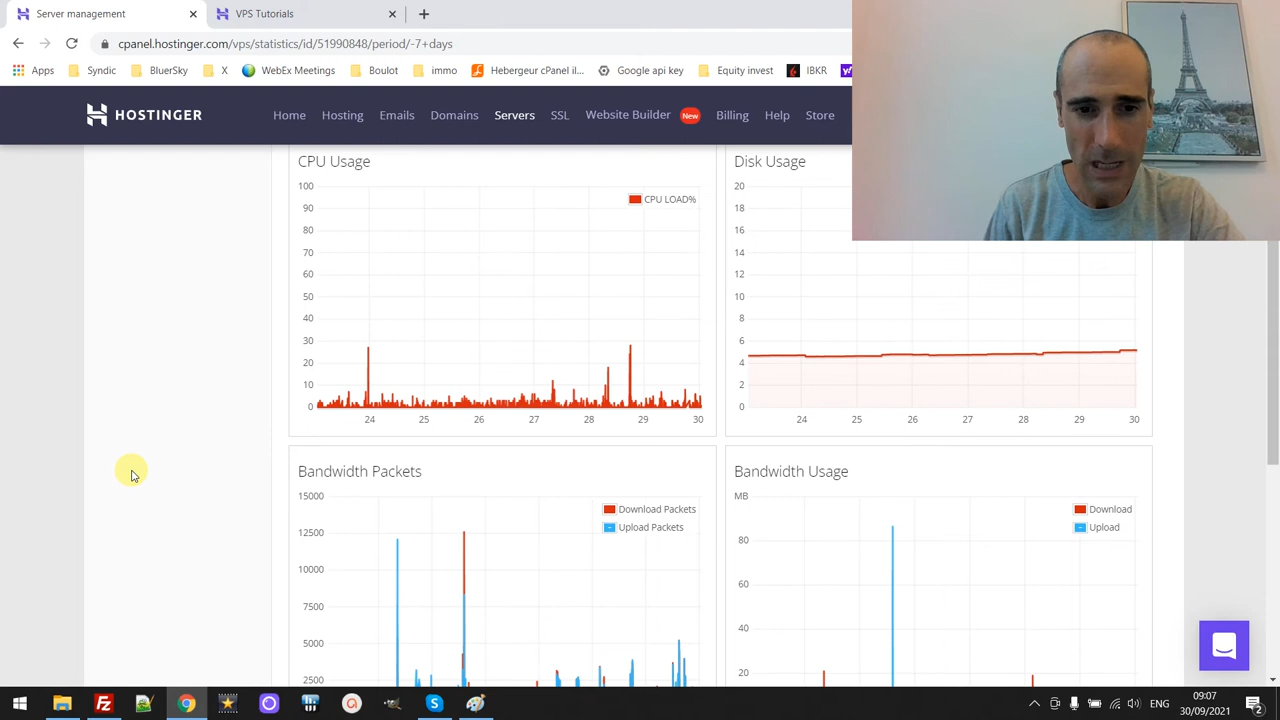 Server management
VPS Tutorials
cpanel.hostinger.com/vps/statistics/id/51990848/period/-7+days
Apps
Syndic
BluerSky
X
WebEx Meetings
Boulot
immo
Hebergeur cPanel il...
Google api key
Equity invest
IBKR
HOSTINGER
Home
Hosting
Emails
Domains
Servers
SSL
Website Builder
New
Billing
Help
Store
CPU Usage
100
90
80
70
60
50
40
30
20
10
0
CPU LOAD%
24
25
26
27
28
29
30
Disk Usage
20
18
16
14
12
10
8
6
4
2
0
24
25
26
27
28
29
30
Bandwidth Packets
15000
12500
10000
7500
5000
2500
Download Packets
Upload Packets
Bandwidth Usage
MB
80
60
40
20
Download
Upload
ENG
09:07
30/09/2021
2